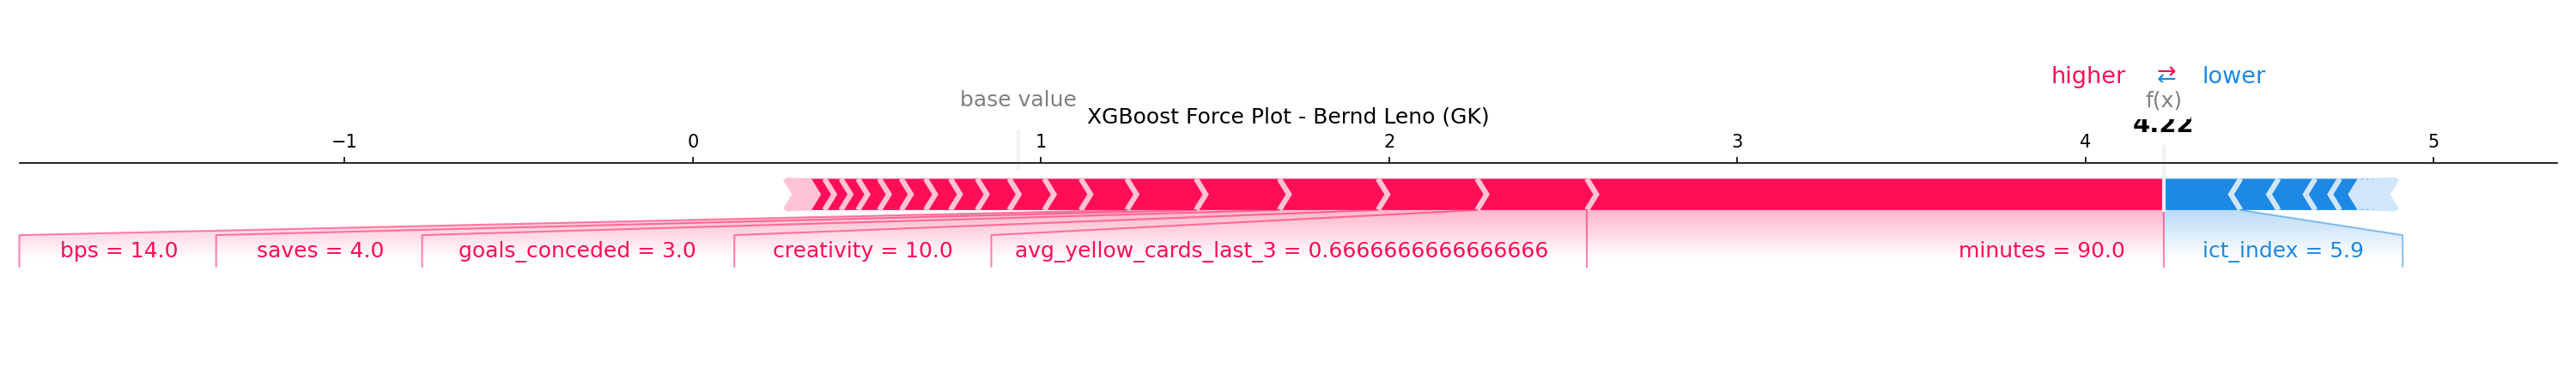 higher ⇄ lower
base value
f(x)
XGBoost Force Plot - Bernd Leno (GK)
4.22
−1 0 1 2 3 4 5
bps = 14.0 saves = 4.0 goals_conceded = 3.0 creativity = 10.0 avg_yellow_cards_last_3 = 0.6666666666666666 minutes = 90.0 ict_index = 5.9